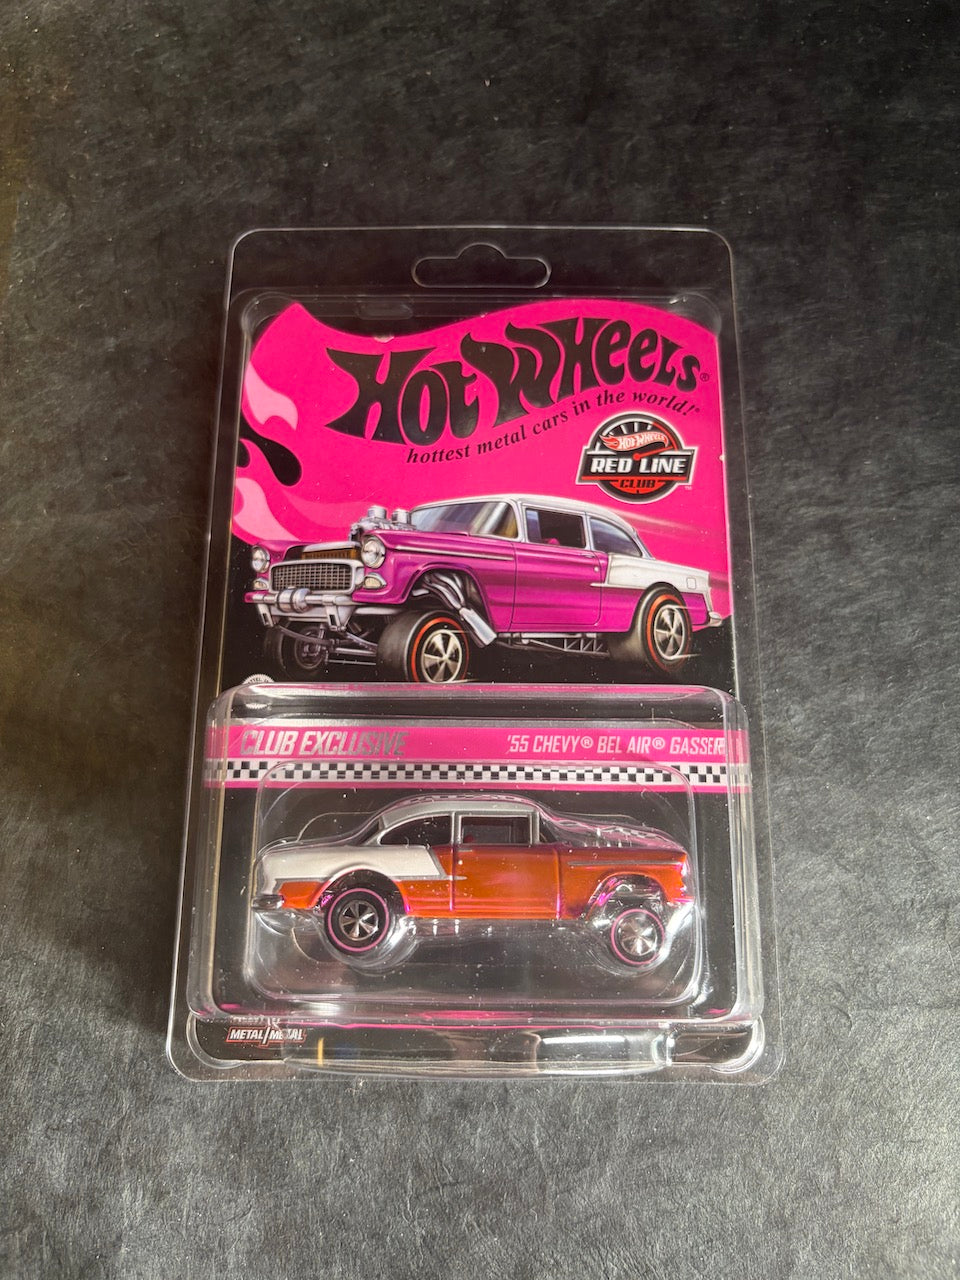 Hot Wheels®
hottest metal cars in the world!®
HOT WHEELS
RED LINE
CLUB
™
CLUB EXCLUSIVE
'55 CHEVY® BEL AIR® GASSER
METAL/METAL